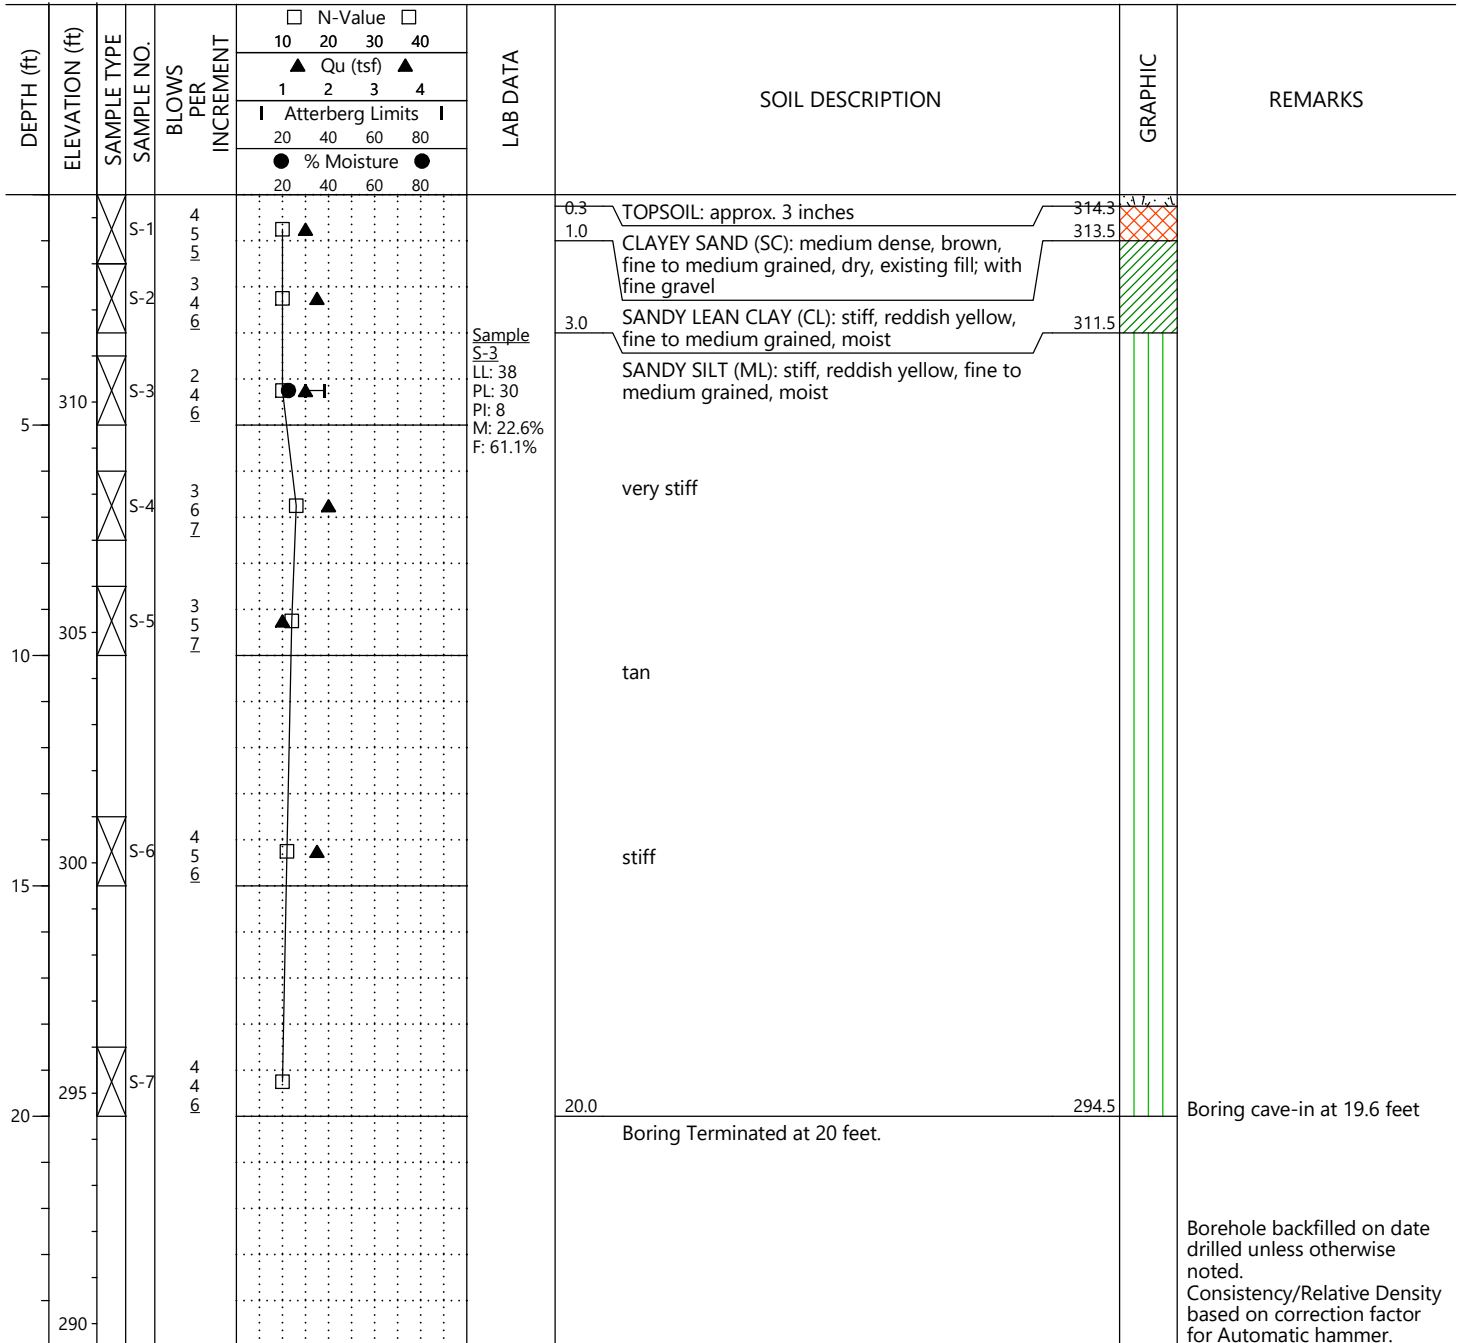 DEPTH (ft)
ELEVATION (ft)
SAMPLE TYPE
SAMPLE NO.
BLOWS
PER
INCREMENT
N-Value
10 20 30 40
Qu (tsf)
1 2 3 4
Atterberg Limits
20 40 60 80
% Moisture
20 40 60 80
LAB DATA
SOIL DESCRIPTION
GRAPHIC
REMARKS
S-1
4
5
5
0.3 TOPSOIL: approx. 3 inches 314.3
1.0 313.5
CLAYEY SAND (SC): medium dense, brown,
fine to medium grained, dry, existing fill; with
fine gravel
S-2
3
4
6
3.0 311.5
SANDY LEAN CLAY (CL): stiff, reddish yellow,
fine to medium grained, moist
SANDY SILT (ML): stiff, reddish yellow, fine to
medium grained, moist
310
S-3
2
4
6
Sample
S-3
LL: 38
PL: 30
PI: 8
M: 22.6%
F: 61.1%
5
S-4
3
6
7
very stiff
305
S-5
3
5
7
10
tan
300
S-6
4
5
6
stiff
15
295
S-7
4
4
6
20
20.0 294.5
Boring cave-in at 19.6 feet
Boring Terminated at 20 feet.
290
Borehole backfilled on date
drilled unless otherwise
noted.
Consistency/Relative Density
based on correction factor
for Automatic hammer.